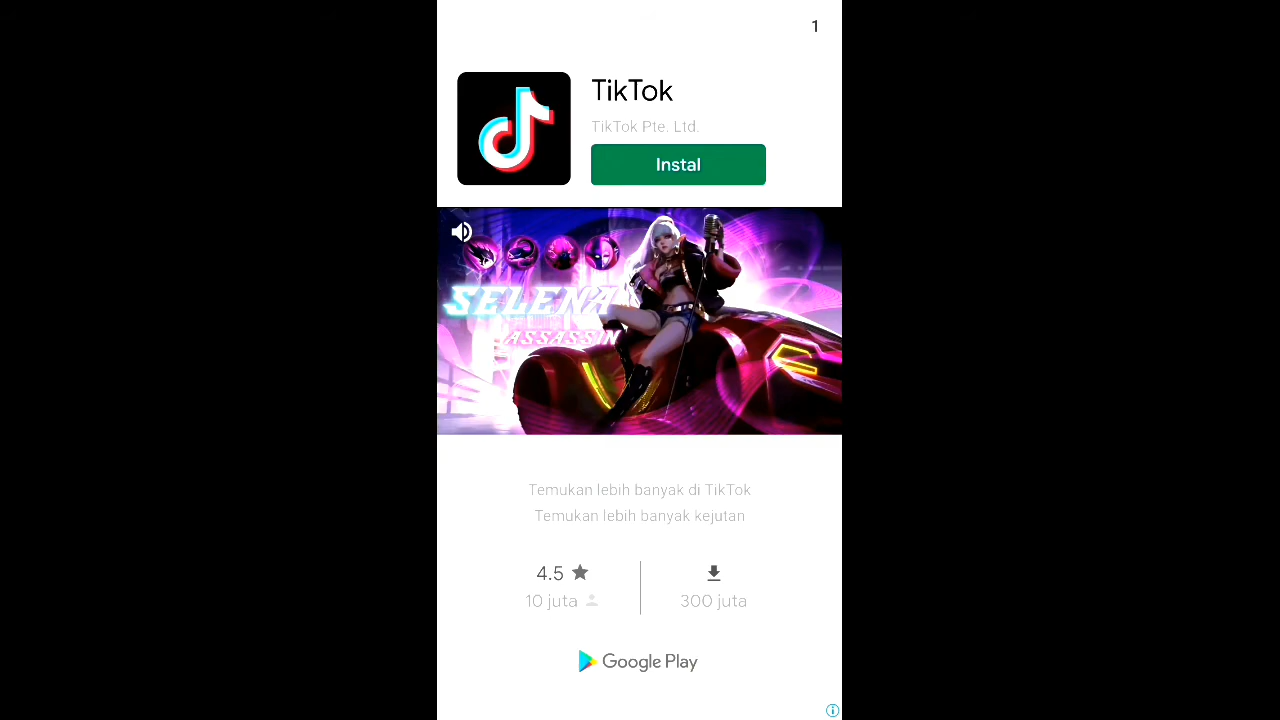 1
TikTok
TikTok Pte. Ltd.
Instal
SELENA
ASSASSIN
Temukan lebih banyak di TikTok
Temukan lebih banyak kejutan
4.5
10 juta
300 juta
Google Play